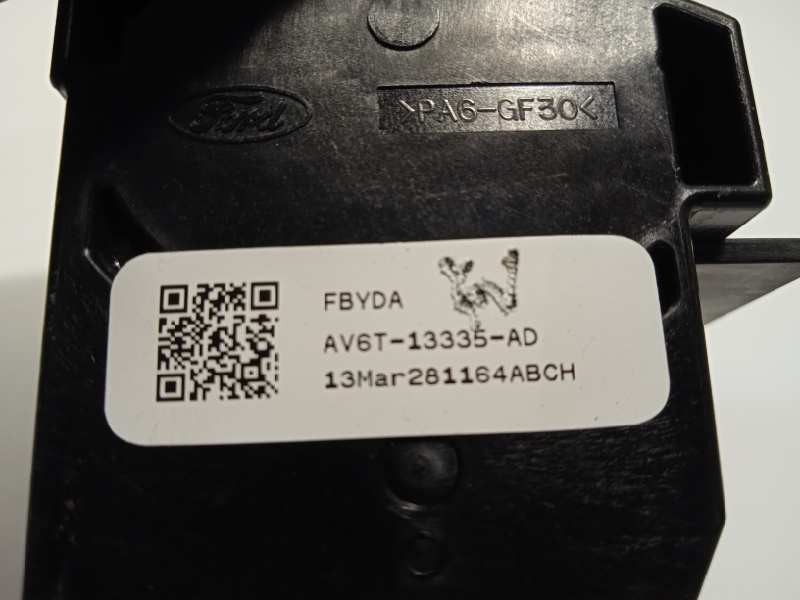 Ford
>PA6-GF30<
FBYDA
AV6T-13335-AD
13Mar281164ABCH